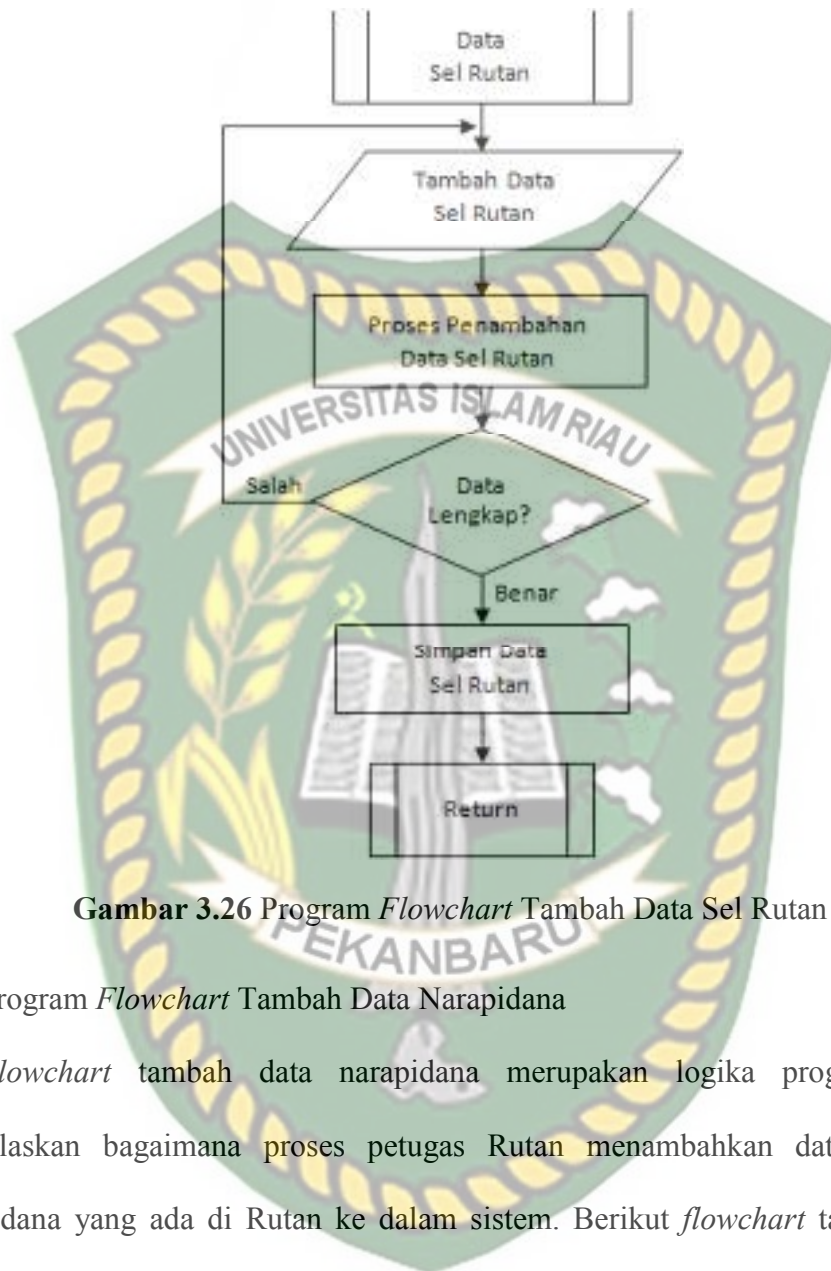 Data
Sel Rutan
Tambah Data
Sel Rutan
Proses Penambahan
Data Sel Rutan
UNIVERSITAS ISLAM RIAU
Salah
Data
Lengkap?
Benar
Simpan Data
Sel Rutan
Return
Gambar 3.26 Program Flowchart Tambah Data Sel Rutan
PEKANBARU
rogram Flowchart Tambah Data Narapidana
lowchart tambah data narapidana merupakan logika prog
laskan bagaimana proses petugas Rutan menambahkan dat
dana yang ada di Rutan ke dalam sistem. Berikut flowchart ta